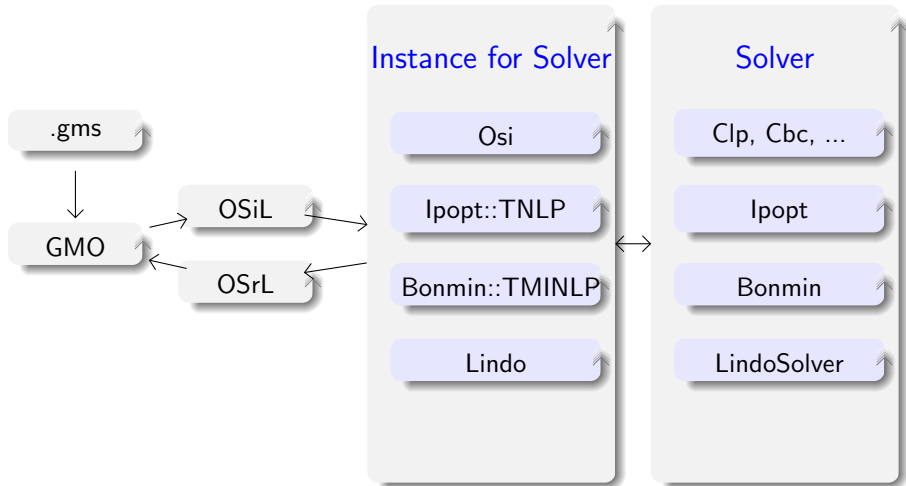 .gms
GMO
OSiL
OSrL
Instance for Solver
Osi
Ipopt::TNLP
Bonmin::TMINLP
Lindo
Solver
Clp, Cbc, ...
Ipopt
Bonmin
LindoSolver